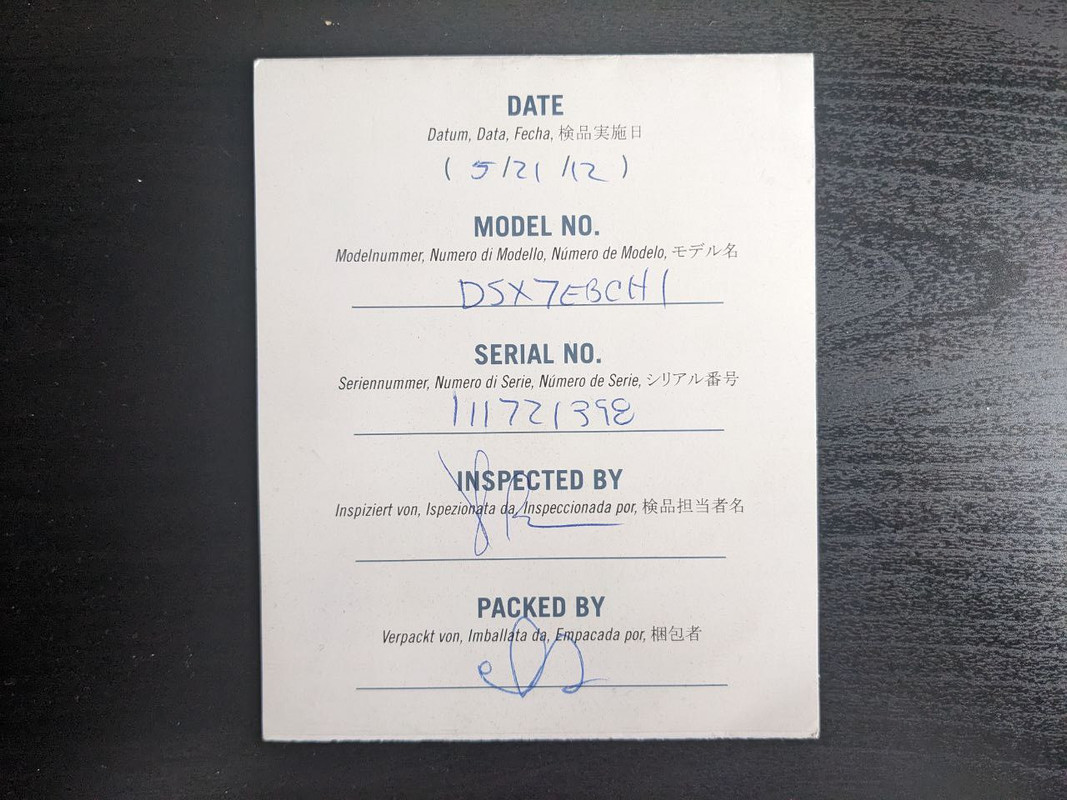 DATE
Datum, Data, Fecha, 検品実施日
( 5/21/12 )
MODEL NO.
Modelnummer, Numero di Modello, Número de Modelo, モデル名
DSX7EBCH1
SERIAL NO.
Seriennummer, Numero di Serie, Número de Serie, シリアル番号
111721398
INSPECTED BY
Inspiziert von, Ispezionata da, Inspeccionada por, 検品担当者名
PACKED BY
Verpackt von, Imballata da, Empacada por, 梱包者